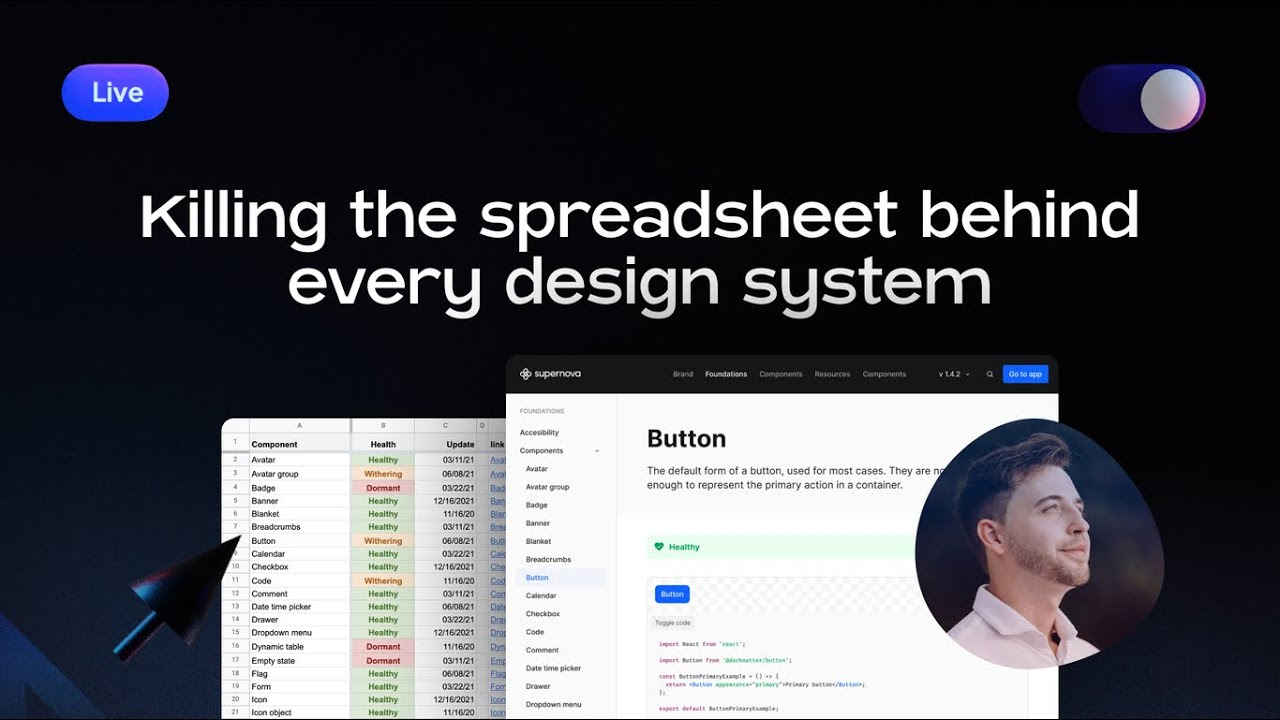 Live
Killing the spreadsheet behind
every design system
supernova
Brand Foundations Components Resources Components v 1.4.2 Go to app
FOUNDATIONS
Accesibility
Components
Avatar
Avatar group
Badge
Banner
Blanket
Breadcrumbs
Button
Calendar
Checkbox
Code
Comment
Date time picker
Drawer
Dropdown menu
Button
The default form of a button, used for most cases. They are
enough to represent the primary action in a container.
Healthy
Button
Toggle code
import React from 'react';
import Button from '@darkmatter/button';
const ButtonPrimaryExample = () => {
return <Button appearance="primary">Primary button</Button>;
};
export default ButtonPrimaryExample;
A B C D
1 Component Health Update link
2 Avatar Healthy 03/11/21 Ava
3 Avatar group Withering 06/08/21 Ava
4 Badge Dormant 03/22/21 Bad
5 Banner Healthy 12/16/2021 Ban
6 Blanket Healthy 11/16/20 Blan
7 Breadcrumbs Healthy 03/11/21 Brea
Button Withering 06/08/21 Butt
9 Calendar Healthy 03/22/21 Cale
10 Checkbox Healthy 12/16/2021 Che
11 Code Withering 11/16/20 Cod
12 Comment Healthy 03/11/21 Com
13 Date time picker Healthy 06/08/21 Date
14 Drawer Healthy 03/22/21 Draw
15 Dropdown menu Healthy 12/16/2021 Drop
16 Dynamic table Dormant 11/16/20 Dyna
17 Empty state Dormant 03/11/21 Emp
18 Flag Healthy 06/08/21 Flag
19 Form Healthy 03/22/21 Form
20 Icon Healthy 12/16/2021 Icon
21 Icon object Healthy 11/16/20 Icon